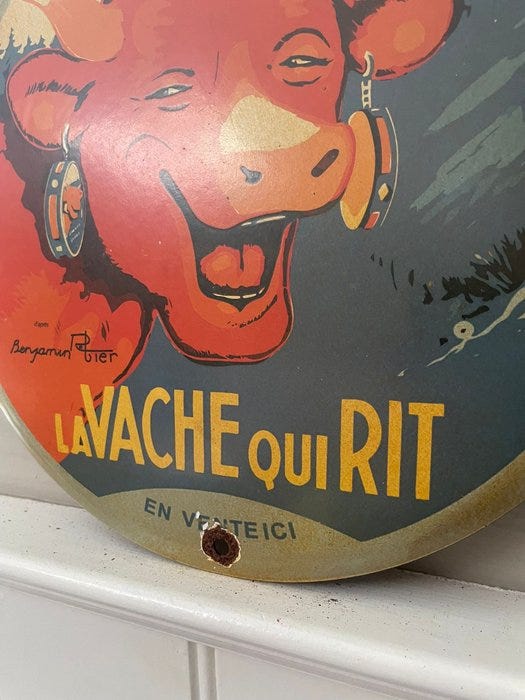 d'après
Benjamin Rabier
LA VACHE QUI RIT
EN VENTE ICI